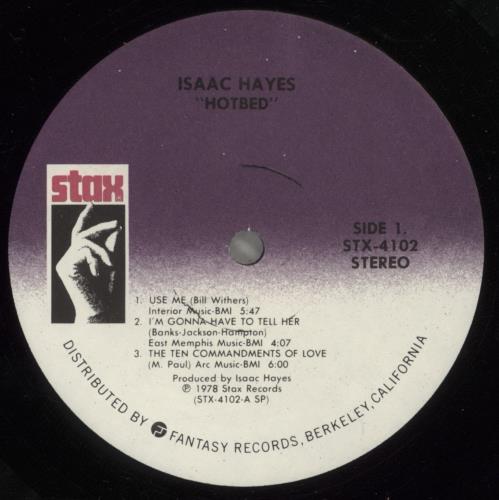 ISAAC HAYES
"HOTBED"
stax
SIDE 1.
STX-4102
STEREO
1. USE ME (Bill Withers)
Interior Music-BMI 5:47
2. I'M GONNA HAVE TO TELL HER
(Banks-Jackson-Hampton)
East Memphis Music-BMI 4:07
3. THE TEN COMMANDMENTS OF LOVE
(M. Paul) Arc Music-BMI 6:00
Produced by Isaac Hayes
℗ 1978 Stax Records
(STX-4102-A SP)
DISTRIBUTED BY FANTASY RECORDS, BERKELEY, CALIFORNIA